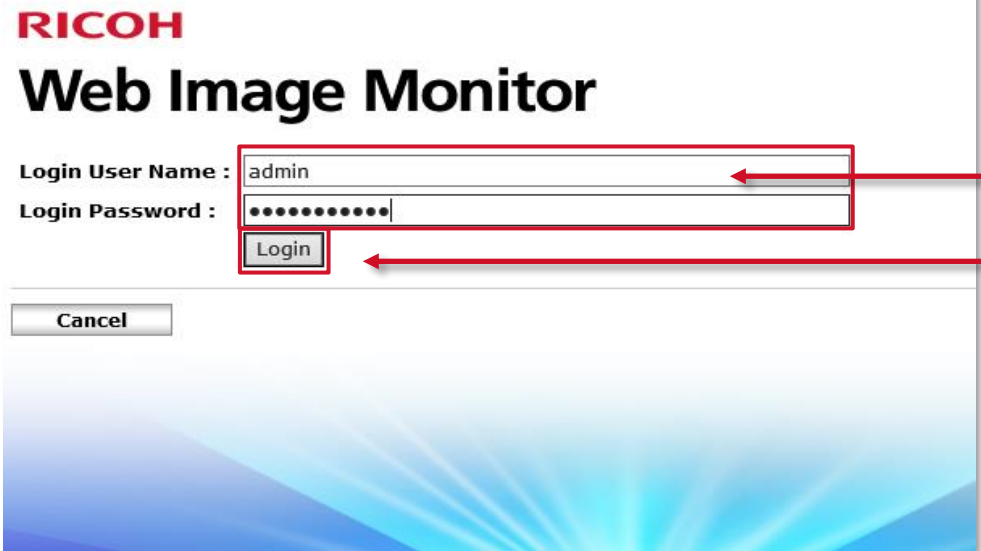 RICOH
Web Image Monitor
Login User Name : admin
Login Password : ●●●●●●●●●●●
Login
Cancel